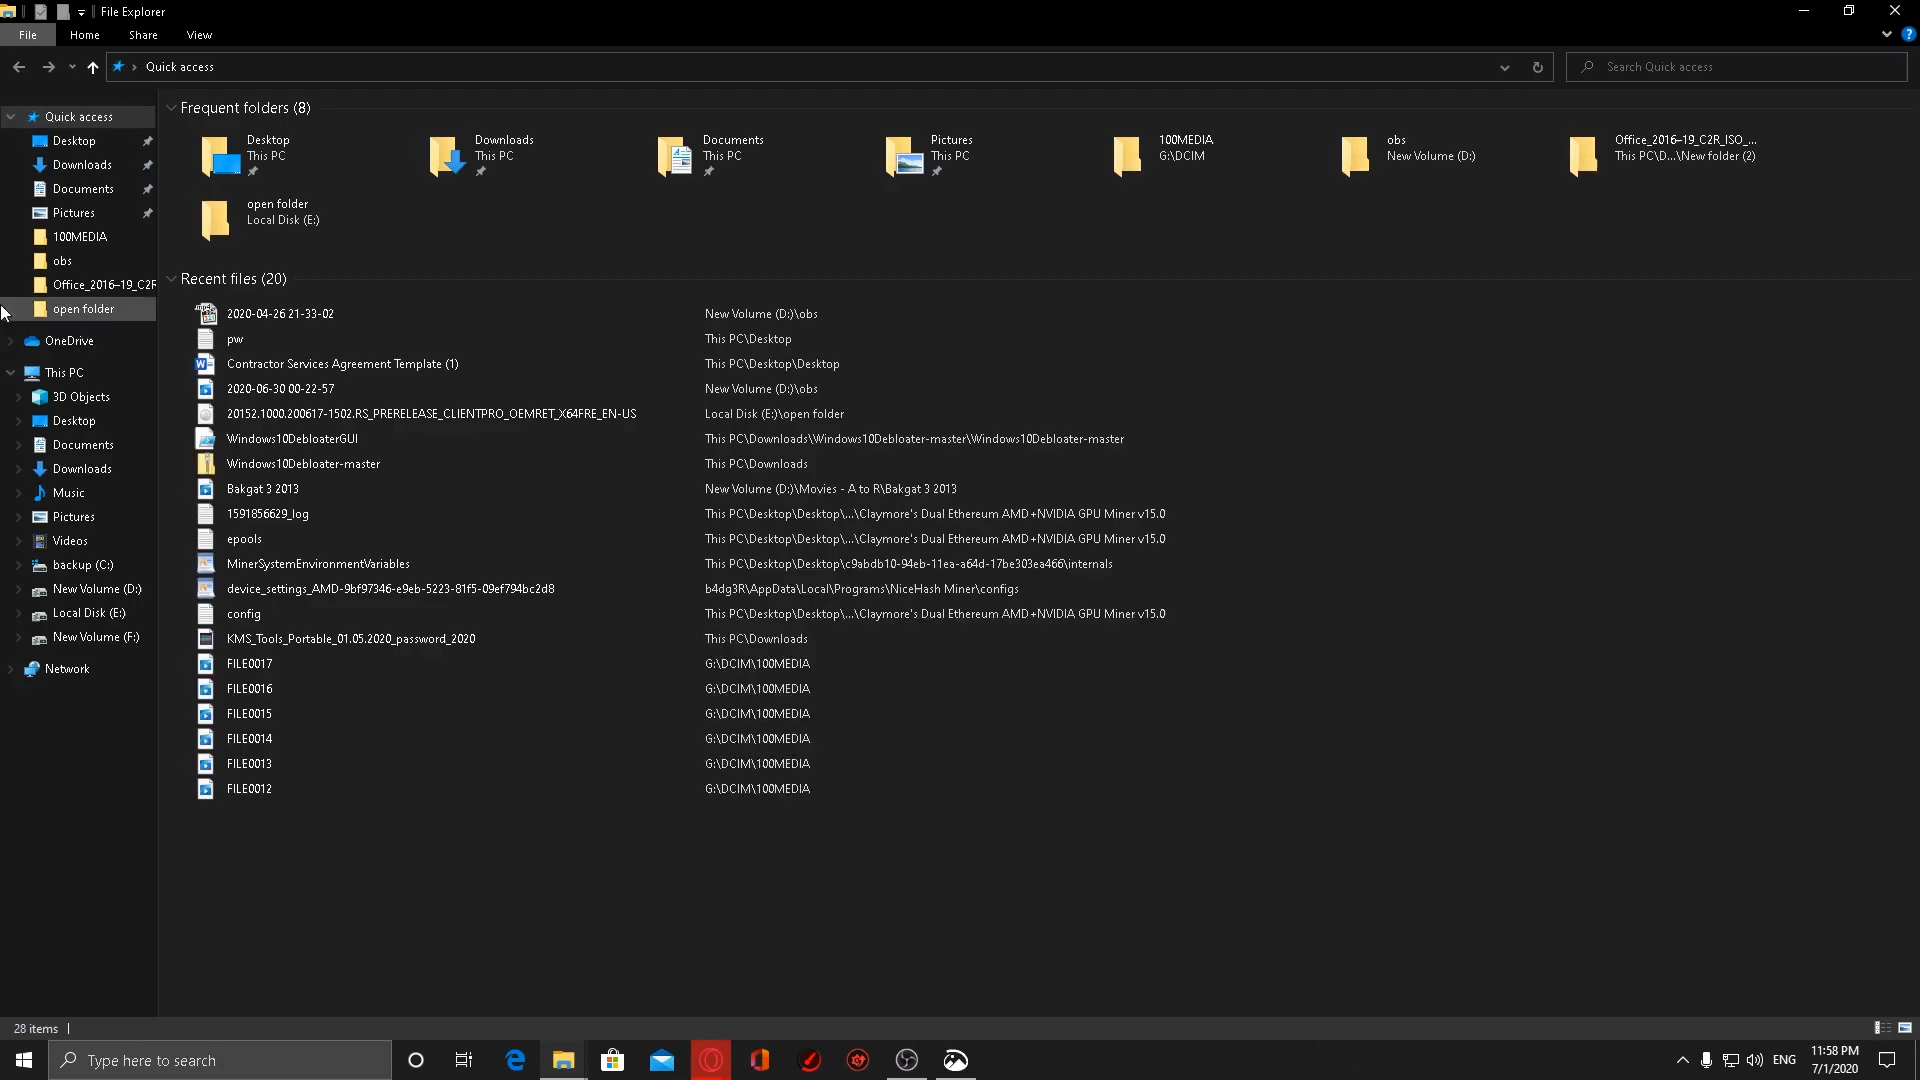 File Explorer
File Home Share View
Quick access
Search Quick access
Quick access
Desktop
Downloads
Documents
Pictures
100MEDIA
obs
Office_2016–19_C2R
open folder
OneDrive
This PC
3D Objects
Desktop
Documents
Downloads
Music
Pictures
Videos
backup (C:)
New Volume (D:)
Local Disk (E:)
New Volume (F:)
Network
Frequent folders (8)
Desktop
This PC
Downloads
This PC
Documents
This PC
Pictures
This PC
100MEDIA
G:\DCIM
obs
New Volume (D:)
Office_2016–19_C2R_ISO_...
This PC\D...\New folder (2)
open folder
Local Disk (E:)
Recent files (20)
2020-04-26 21-33-02 New Volume (D:)\obs
pw This PC\Desktop
Contractor Services Agreement Template (1) This PC\Desktop\Desktop
2020-06-30 00-22-57 New Volume (D:)\obs
20152.1000.200617-1502.RS_PRERELEASE_CLIENTPRO_OEMRET_X64FRE_EN-US Local Disk (E:)\open folder
Windows10DebloaterGUI This PC\Downloads\Windows10Debloater-master\Windows10Debloater-master
Windows10Debloater-master This PC\Downloads
Bakgat 3 2013 New Volume (D:)\Movies - A to R\Bakgat 3 2013
1591856629_log This PC\Desktop\Desktop\...\Claymore's Dual Ethereum AMD+NVIDIA GPU Miner v15.0
epools This PC\Desktop\Desktop\...\Claymore's Dual Ethereum AMD+NVIDIA GPU Miner v15.0
MinerSystemEnvironmentVariables This PC\Desktop\Desktop\c9abdb10-94eb-11ea-a64d-17be303ea466\internals
device_settings_AMD-9bf97346-e9eb-5223-81f5-09ef794bc2d8 b4dg3R\AppData\Local\Programs\NiceHash Miner\configs
config This PC\Desktop\Desktop\...\Claymore's Dual Ethereum AMD+NVIDIA GPU Miner v15.0
KMS_Tools_Portable_01.05.2020_password_2020 This PC\Downloads
FILE0017 G:\DCIM\100MEDIA
FILE0016 G:\DCIM\100MEDIA
FILE0015 G:\DCIM\100MEDIA
FILE0014 G:\DCIM\100MEDIA
FILE0013 G:\DCIM\100MEDIA
FILE0012 G:\DCIM\100MEDIA
28 items
Type here to search
ENG
11:58 PM
7/1/2020